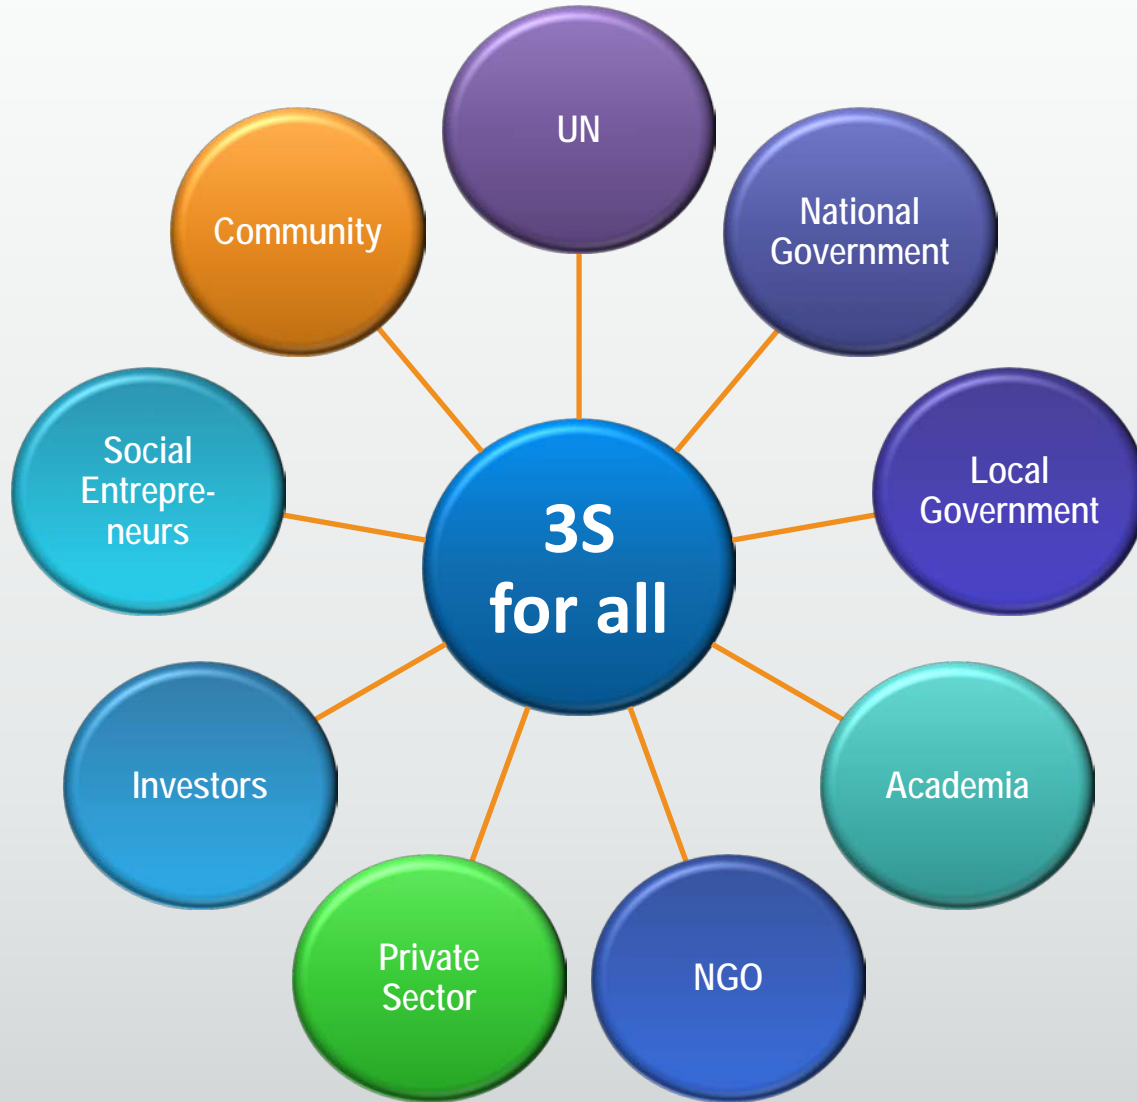 UN
National
Government
Local
Government
Academia
NGO
Private
Sector
Investors
Social
Entrepre-
neurs
Community
3S
for all